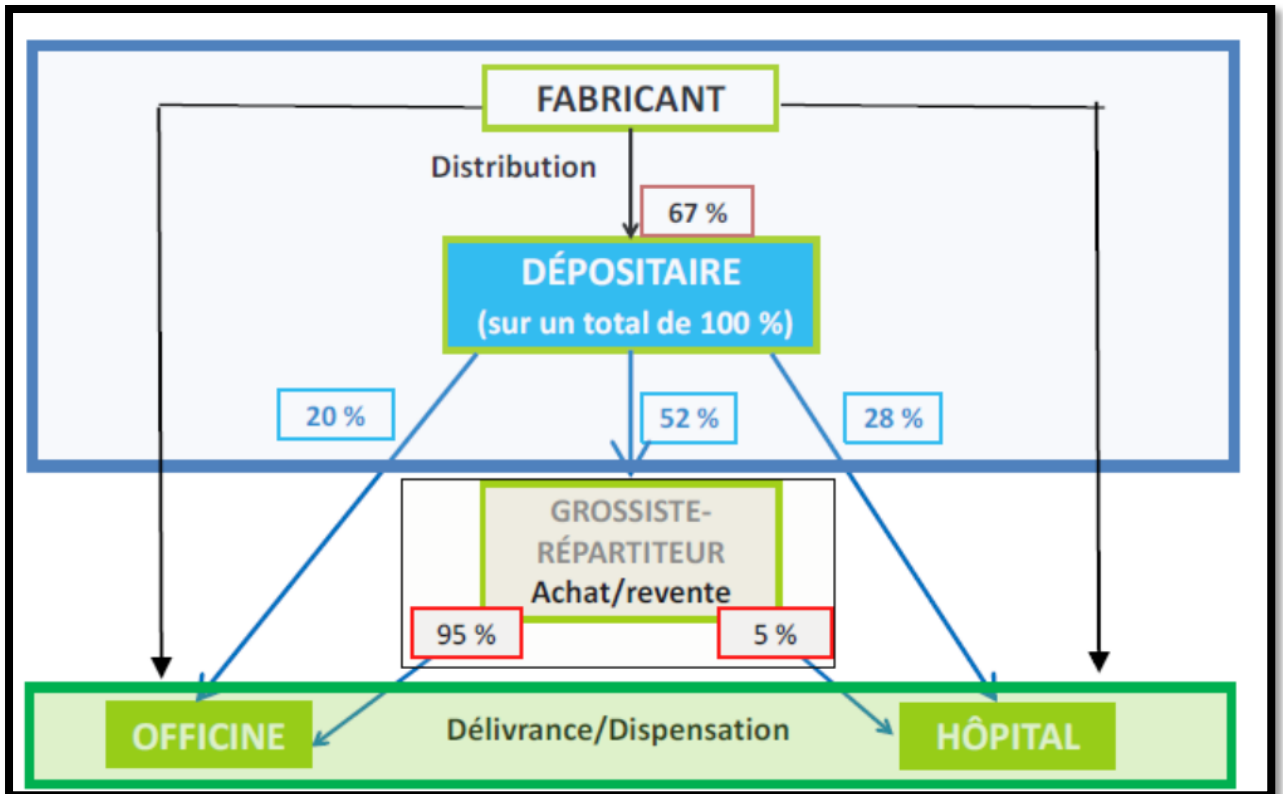 FABRICANT
Distribution
67 %
DÉPOSITAIRE
(sur un total de 100 %)
20 %
52 %
28 %
GROSSISTE-
RÉPARTITEUR
Achat/revente
95 %
5 %
OFFICINE
Délivrance/Dispensation
HÔPITAL